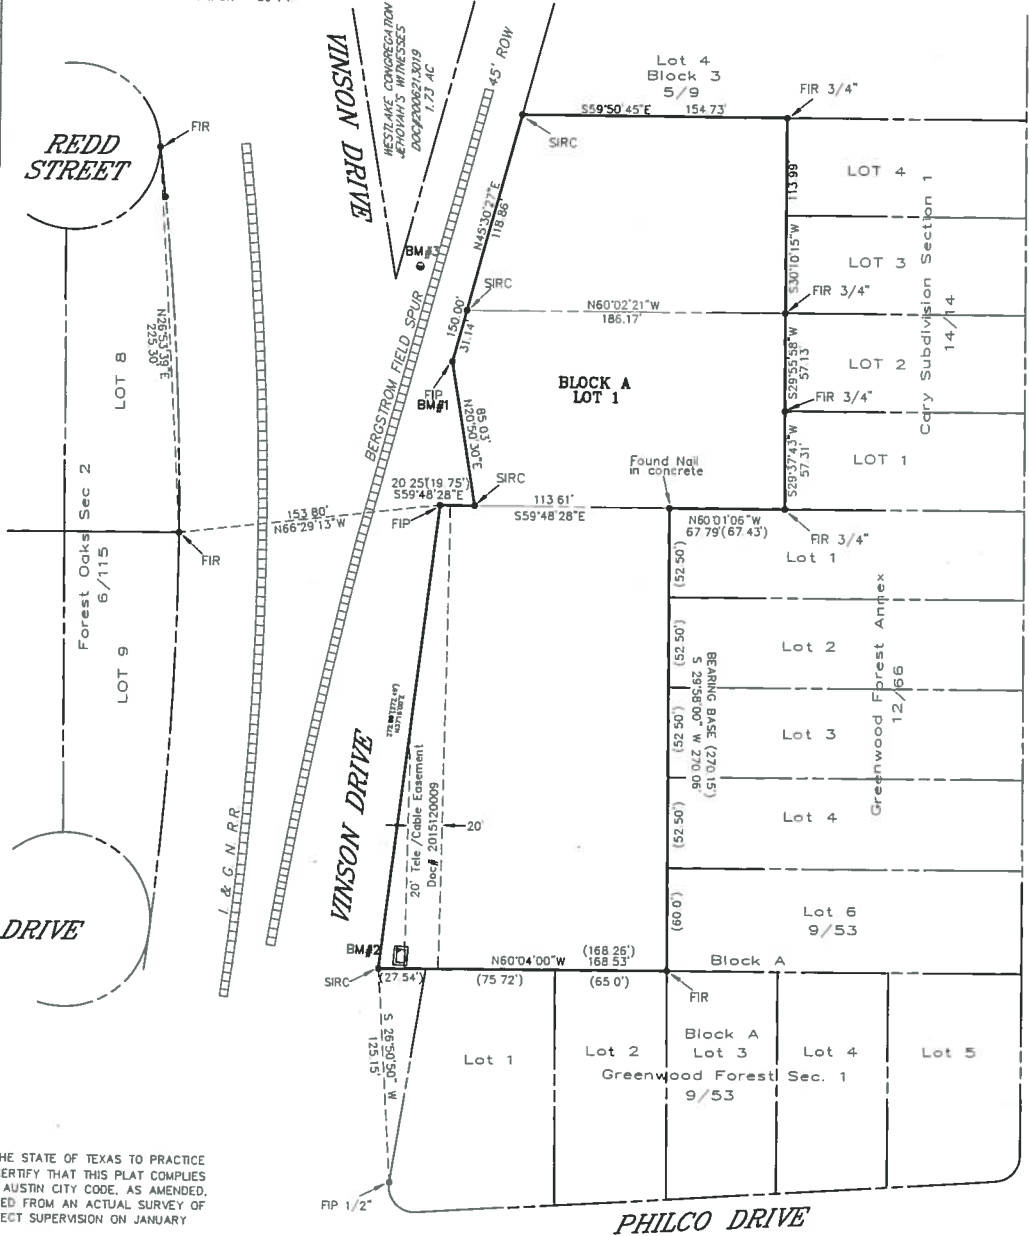 VINSON DRIVE
WESTLAKE CONGREGATION
JEHOVAH'S WITNESSES
DOC#2006213019
1.73 AC
45' ROW
Lot 4
Block 3
5/9
S59°50'45"E 154.73'
FIR 3/4"
SIRC
FIR
REDD
STREET
LOT 4
113.99'
S30°10'15"W
LOT 3
Cary Subdivision Section 1
14/14
N45°30'27"E
118.86'
BM#3
SIRC
FIR 3/4"
N60°02'21"W
186.17'
N26°53'39"E
225.30'
LOT 8
150.00'
31.14'
BERGSTROM FIELD SPUR
FIP
BM#1
BLOCK A
LOT 1
S29°55'58"W
57.13'
LOT 2
FIR 3/4"
85.03'
N20°50'30"E
S29°37'43"W
57.31'
LOT 1
Found Nail
in concrete
SIRC
20.25'(19.75')
S59°48'28"E
113.61'
S59°48'28"E
FIP
N60°01'06"W
67.79'(67.43')
FIR 3/4"
153.80'
N66°29'13"W
FIR
Forest Oaks Sec 2
6/115
LOT 9
Lot 1
(52.50')
(52.50')
(52.50')
(52.50')
(60.0')
BEARING BASE (270.15')
S 29°58'00" W 270.06'
Lot 2
Lot 3
Lot 4
Greenwood Forest Annex
12/66
VINSON DRIVE
20' Tele/Cable Easement
Doc# 2015120009
20'
I. & G. N. R.R.
Lot 6
9/53
DRIVE
BM#2
SIRC
N60°04'00"W
(168.26')
168.53'
Block A
(27.54')
(75.72')
(65.0')
FIR
S 26°50'50" W
125.15'
Lot 1
Lot 2
Block A
Lot 3
Lot 4
Lot 5
Greenwood Forest Sec. 1
9/53
FIP 1/2"
PHILCO DRIVE
HE STATE OF TEXAS TO PRACTICE
ERTIFY THAT THIS PLAT COMPLIES
AUSTIN CITY CODE, AS AMENDED,
ED FROM AN ACTUAL SURVEY OF
ECT SUPERVISION ON JANUARY